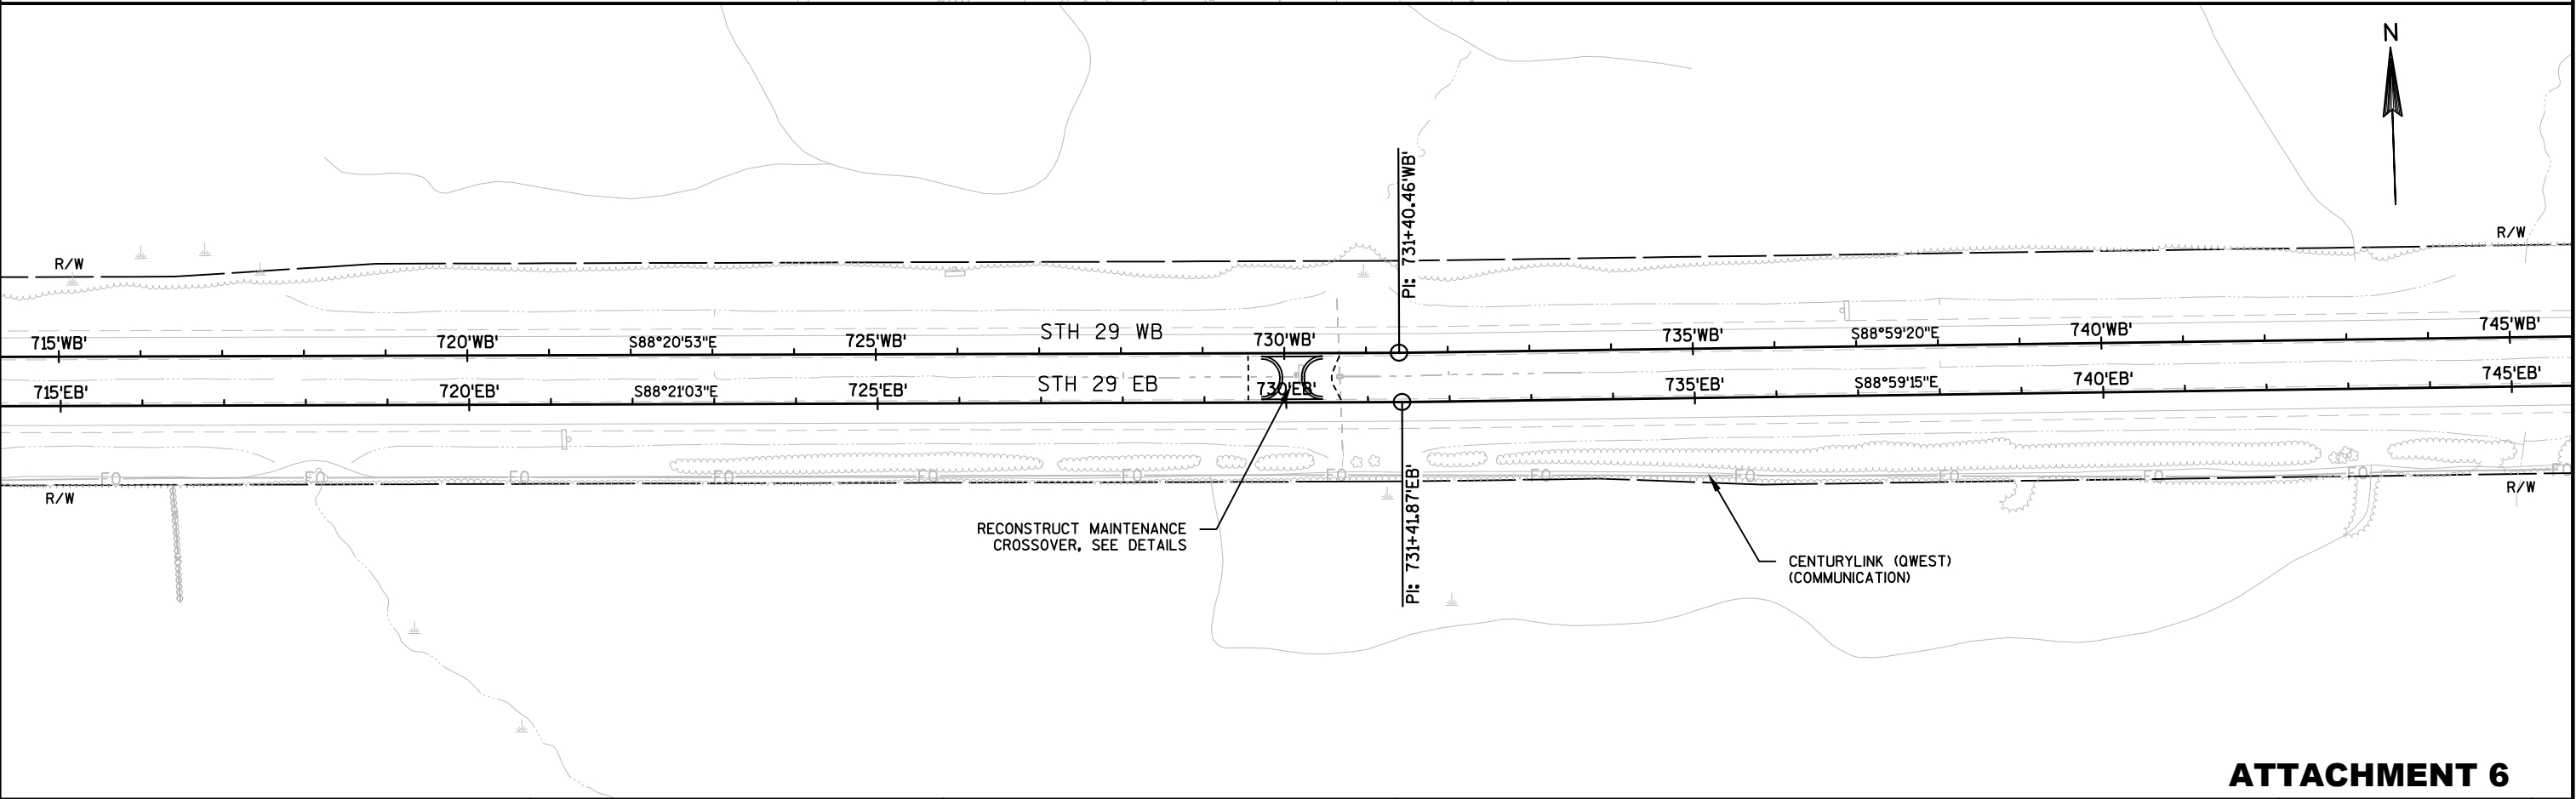 N
PI: 731+40.46'WB'
R/W
R/W
STH 29 WB
715'WB'
720'WB'
S88°20'53"E
725'WB'
730'WB'
735'WB'
S88°59'20"E
740'WB'
745'WB'
STH 29 EB
715'EB'
720'EB'
S88°21'03"E
725'EB'
730'EB'
735'EB'
S88°59'15"E
740'EB'
745'EB'
FO
FO
FO
FO
FO
FO
FO
FO
FO
FO
FO
FO
FO
R/W
R/W
PI: 731+41.87'EB'
RECONSTRUCT MAINTENANCE
CROSSOVER, SEE DETAILS
CENTURYLINK (QWEST)
(COMMUNICATION)
ATTACHMENT 6